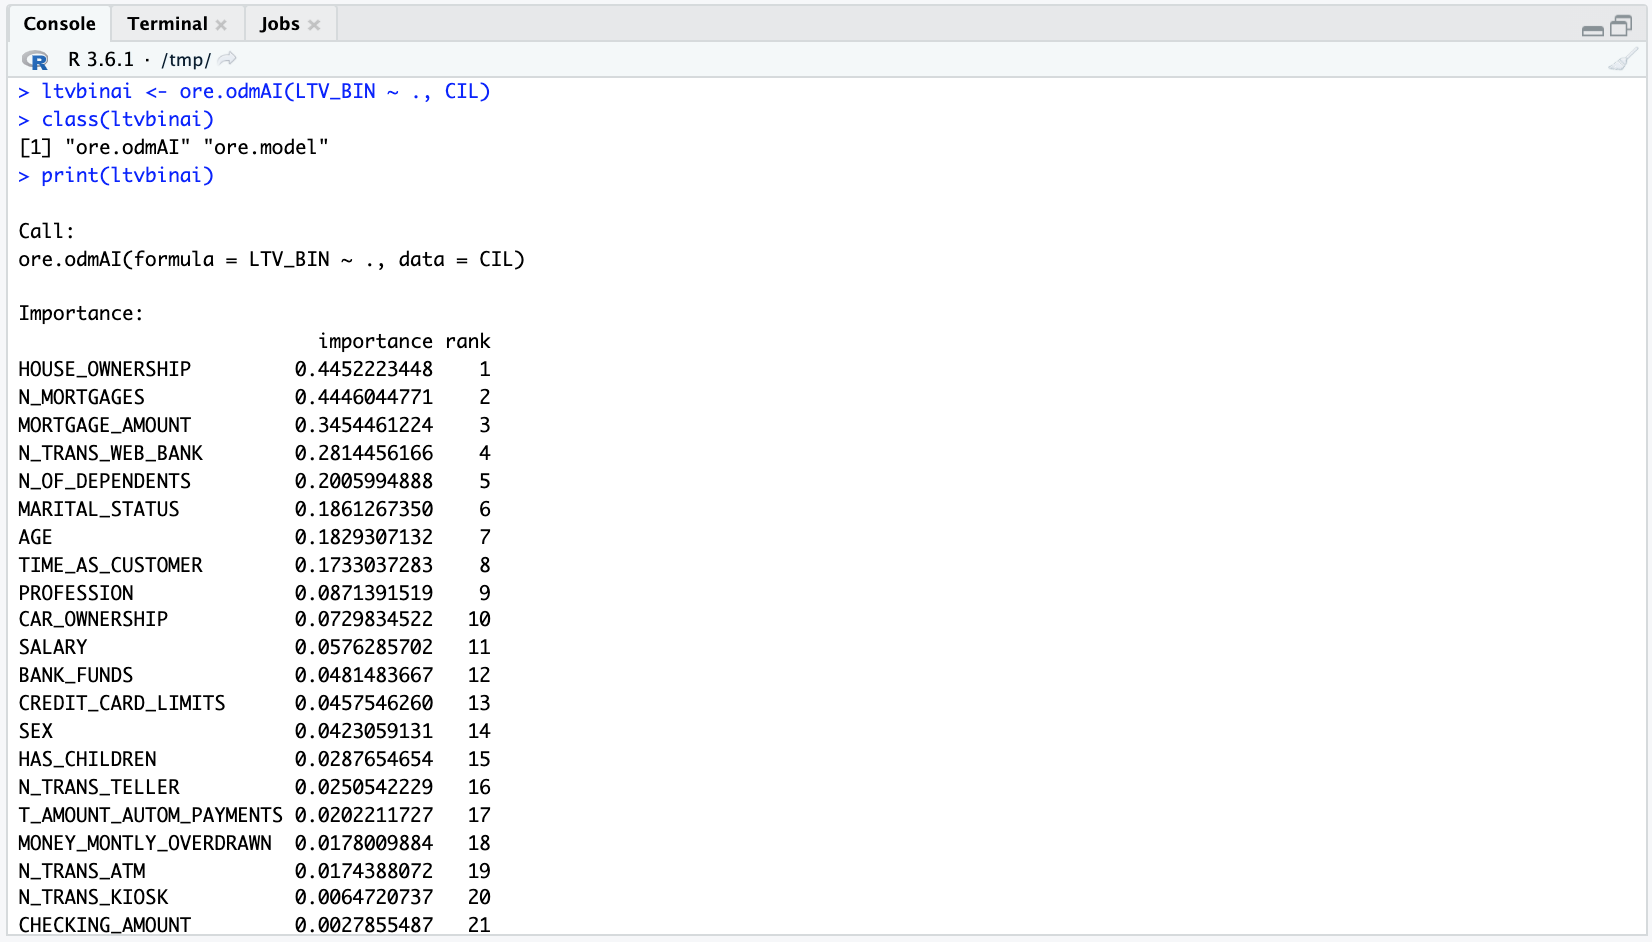 Console Terminal Jobs
R R 3.6.1 · /tmp/
> ltvbinai <- ore.odmAI(LTV_BIN ~ ., CIL)
> class(ltvbinai)
[1] "ore.odmAI" "ore.model"
> print(ltvbinai)
Call:
ore.odmAI(formula = LTV_BIN ~ ., data = CIL)
Importance:
importance rank
HOUSE_OWNERSHIP 0.4452223448 1
N_MORTGAGES 0.4446044771 2
MORTGAGE_AMOUNT 0.3454461224 3
N_TRANS_WEB_BANK 0.2814456166 4
N_OF_DEPENDENTS 0.2005994888 5
MARITAL_STATUS 0.1861267350 6
AGE 0.1829307132 7
TIME_AS_CUSTOMER 0.1733037283 8
PROFESSION 0.0871391519 9
CAR_OWNERSHIP 0.0729834522 10
SALARY 0.0576285702 11
BANK_FUNDS 0.0481483667 12
CREDIT_CARD_LIMITS 0.0457546260 13
SEX 0.0423059131 14
HAS_CHILDREN 0.0287654654 15
N_TRANS_TELLER 0.0250542229 16
T_AMOUNT_AUTOM_PAYMENTS 0.0202211727 17
MONEY_MONTLY_OVERDRAWN 0.0178009884 18
N_TRANS_ATM 0.0174388072 19
N_TRANS_KIOSK 0.0064720737 20
CHECKING_AMOUNT 0.0027855487 21